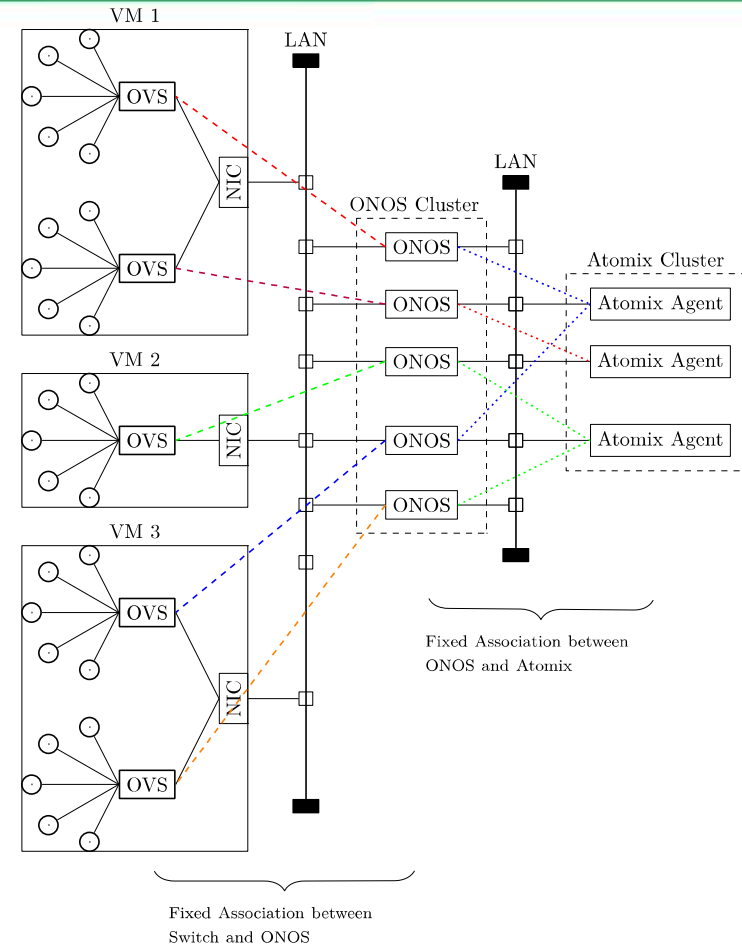 VM 1
LAN
OVS
NIC
OVS
LAN
ONOS Cluster
ONOS
ONOS
ONOS
ONOS
ONOS
Atomix Cluster
Atomix Agent
Atomix Agent
Atomix Agent
VM 2
OVS
NIC
VM 3
OVS
NIC
OVS
Fixed Association between
ONOS and Atomix
Fixed Association between
Switch and ONOS